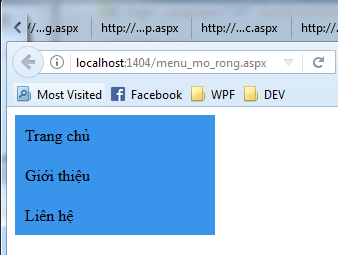 ://...g.aspx http://...p.aspx http://...c.aspx http://..
localhost:1404/menu_mo_rong.aspx
Most Visited Facebook WPF DEV
Trang chủ
Giới thiệu
Liên hệ